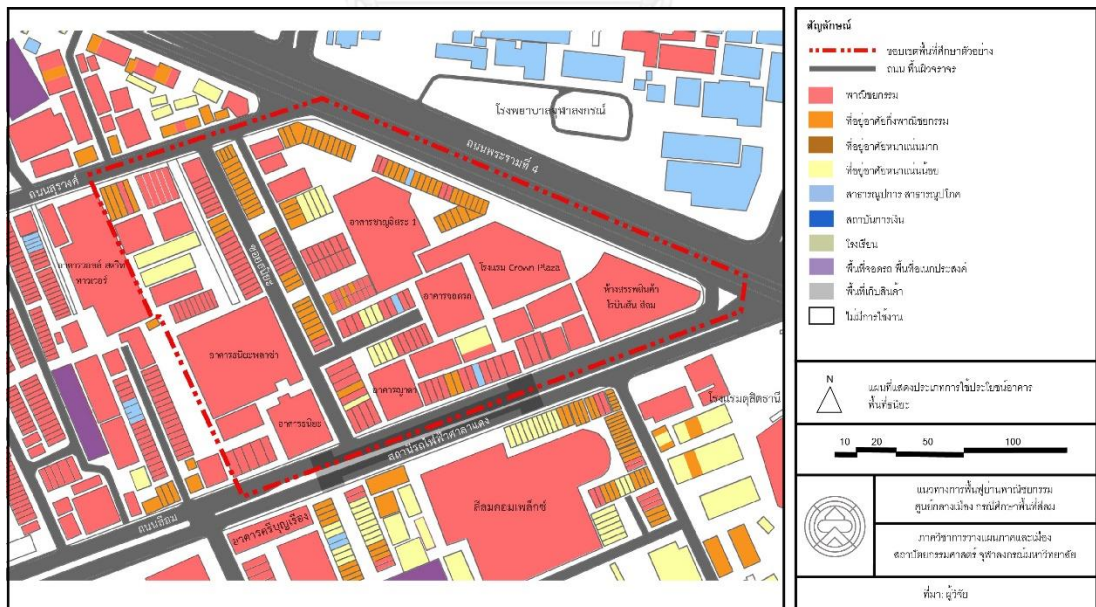 ถนนสุรวงค์
ซอยธนิยะ
ถนนพระรามที่ 4
โรงพยาบาลจุฬาลงกรณ์
อาคารชาญอิสระ 1
โรงแรม Crown Plaza
อาคารจอดรถ
ห้างสรรพสินค้า
โรบินสัน สีลม
อาคารธนิยะพลาซ่า
อาคารธนิยะ
อาคารญาดา
สถานีรถไฟฟ้าศาลาแดง
โรงแรมดุสิตธานี
ถนนสีลม
อาคารศรีบุญเรือง
สีลมคอมเพล็กซ์
สัญลักษณ์
ขอบเขตพื้นที่ศึกษาตัวอย่าง
ถนน พื้นผิวจราจร
พาณิชยกรรม
ที่อยู่อาศัยกึ่งพาณิชยกรรม
ที่อยู่อาศัยหนาแน่นมาก
ที่อยู่อาศัยหนาแน่นน้อย
สาธารณูปการ สาธารณูปโภค
สถาบันการเงิน
โรงเรียน
พื้นที่จอดรถ พื้นที่อเนกประสงค์
พื้นที่เก็บสินค้า
ไม่มีการใช้งาน
N
แผนที่แสดงประเภทการใช้ประโยชน์อาคาร
พื้นที่ธนิยะ
10 20 50 100
แนวทางการฟื้นฟูย่านพาณิชยกรรม
ศูนย์กลางเมือง กรณีศึกษาพื้นที่สีลม
ภาควิชาการวางแผนภาคและเมือง
สถาปัตยกรรมศาสตร์ จุฬาลงกรณ์มหาวิทยาลัย
ที่มา: ผู้วิจัย